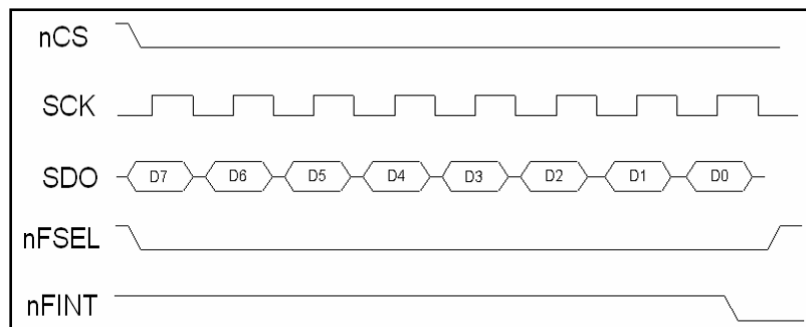 nCS
SCK
SDO D7 D6 D5 D4 D3 D2 D1 D0
nFSEL
nFINT